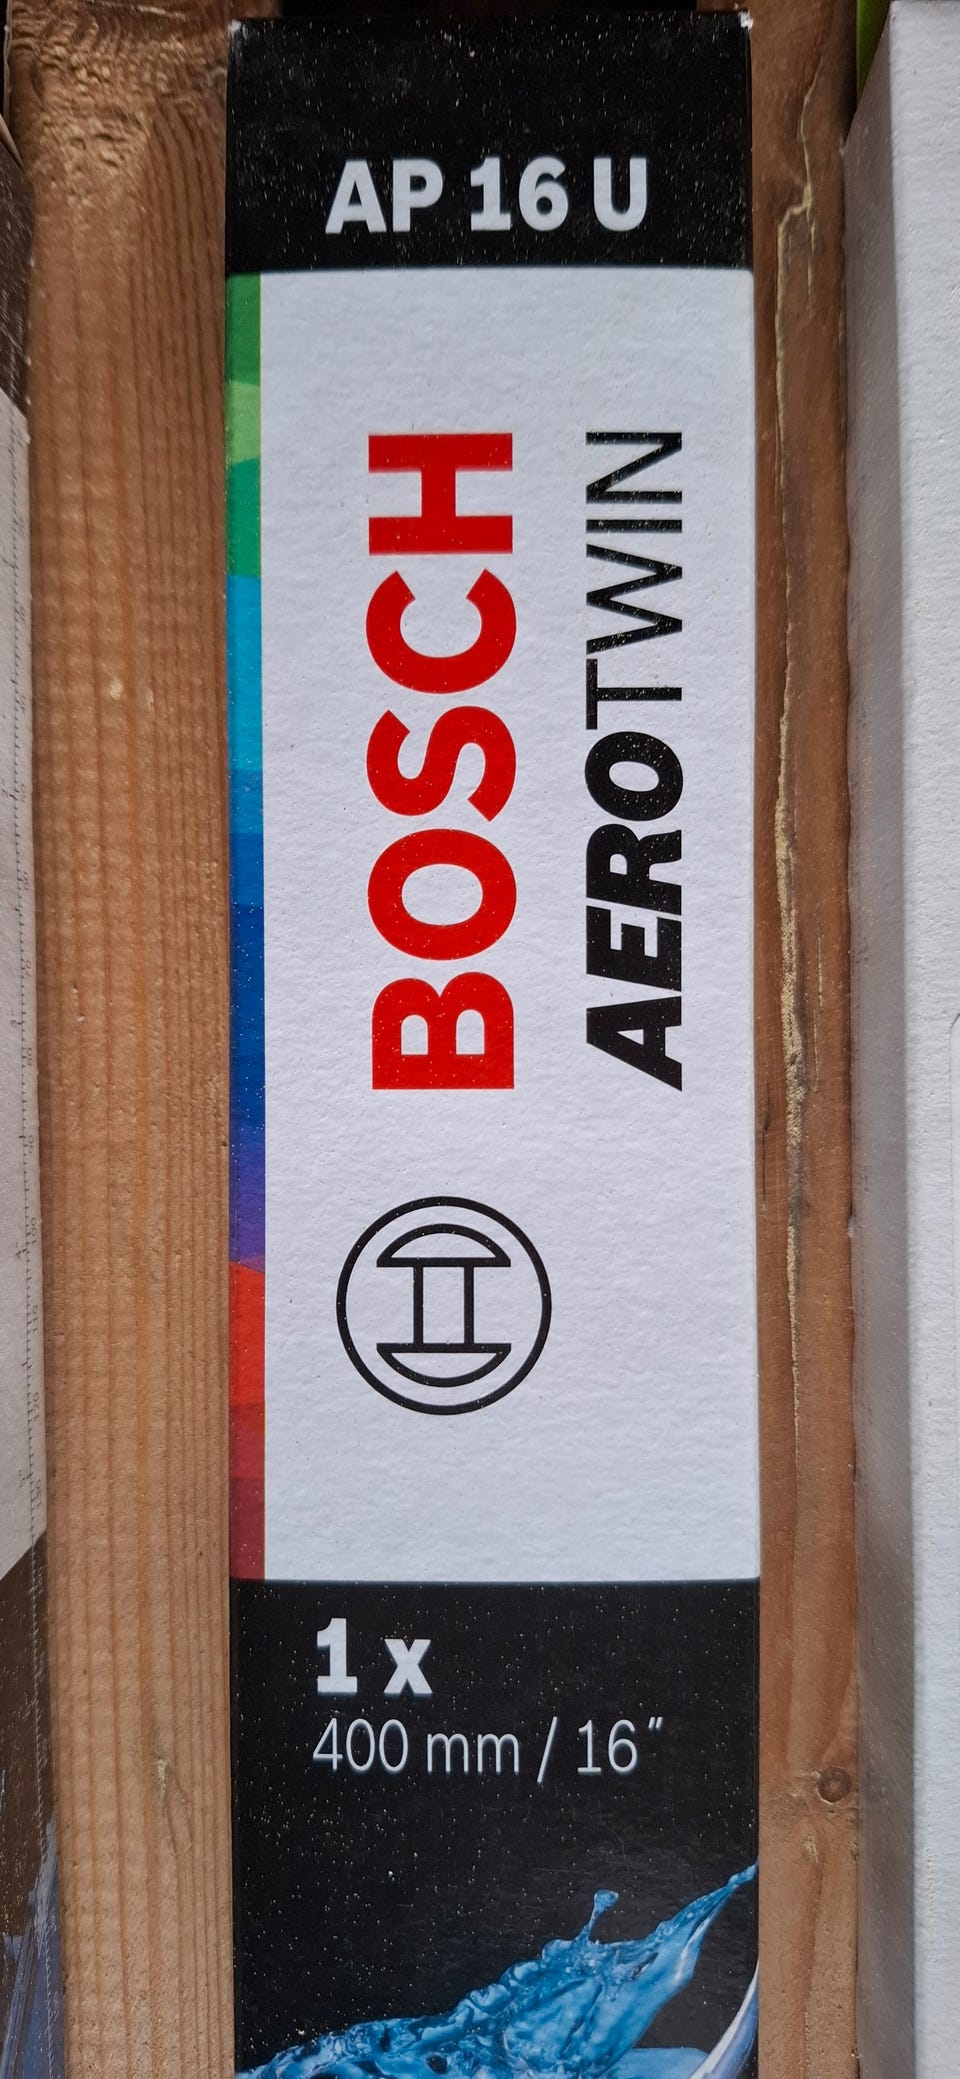 AP 16 U
BOSCH
AEROTWIN
1 x
400 mm / 16"